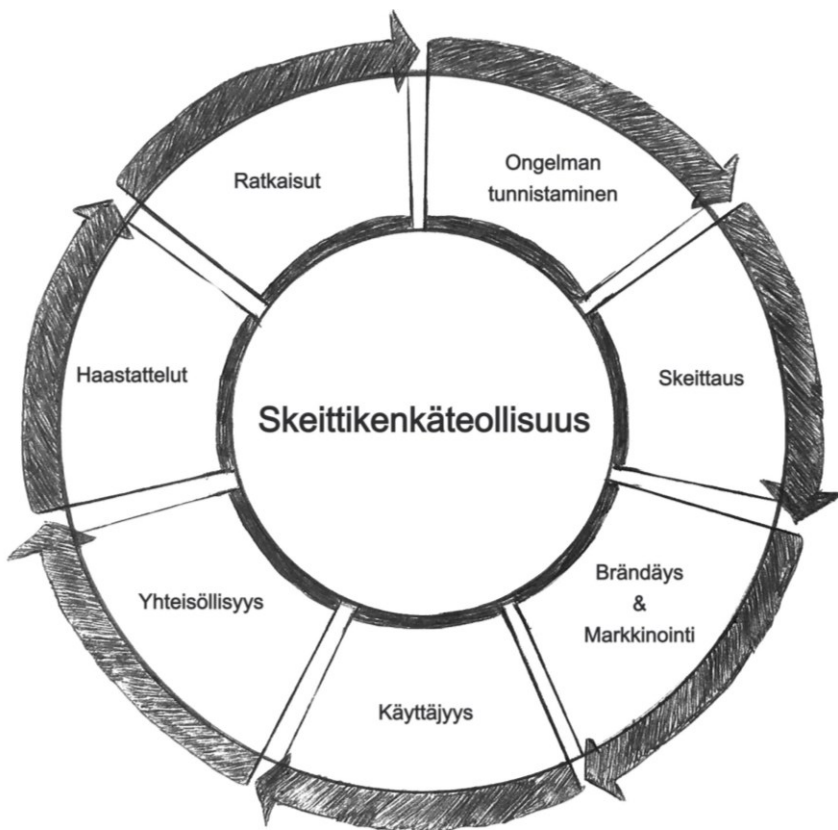 Ongelman
tunnistaminen
Skeittaus
Brändäys
&
Markkinointi
Käyttäjyys
Yhteisöllisyys
Haastattelut
Ratkaisut
Skeittikenkäteollisuus